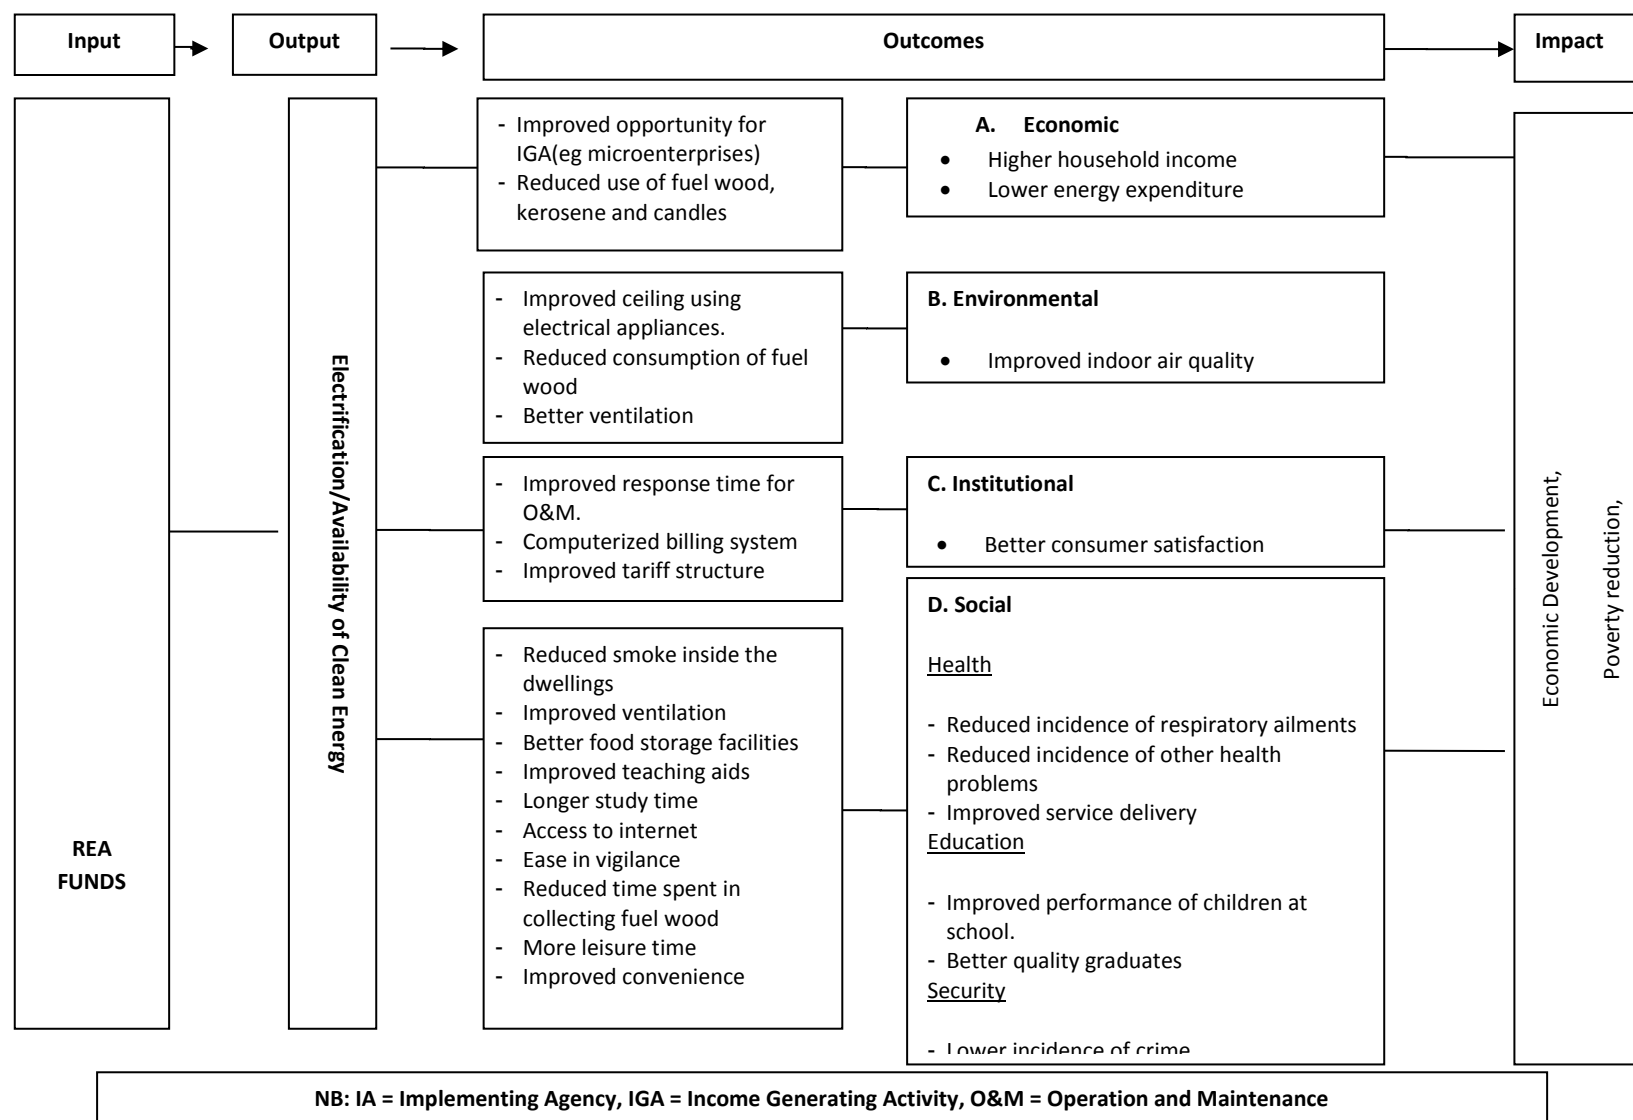 Input
Output
Outcomes
Impact
REA
FUNDS
Electrification/Availability of Clean Energy
- Improved opportunity for
IGA(eg microenterprises)
- Reduced use of fuel wood,
kerosene and candles
A. Economic
• Higher household income
• Lower energy expenditure
- Improved ceiling using
electrical appliances.
- Reduced consumption of fuel
wood
- Better ventilation
B. Environmental
• Improved indoor air quality
- Improved response time for
O&M.
- Computerized billing system
- Improved tariff structure
C. Institutional
• Better consumer satisfaction
- Reduced smoke inside the
dwellings
- Improved ventilation
- Better food storage facilities
- Improved teaching aids
- Longer study time
- Access to internet
- Ease in vigilance
- Reduced time spent in
collecting fuel wood
- More leisure time
- Improved convenience
D. Social
Health
- Reduced incidence of respiratory ailments
- Reduced incidence of other health
problems
- Improved service delivery
Education
- Improved performance of children at
school.
- Better quality graduates
Security
- Lower incidence of crime
Economic Development,
Poverty reduction,
NB: IA = Implementing Agency, IGA = Income Generating Activity, O&M = Operation and Maintenance